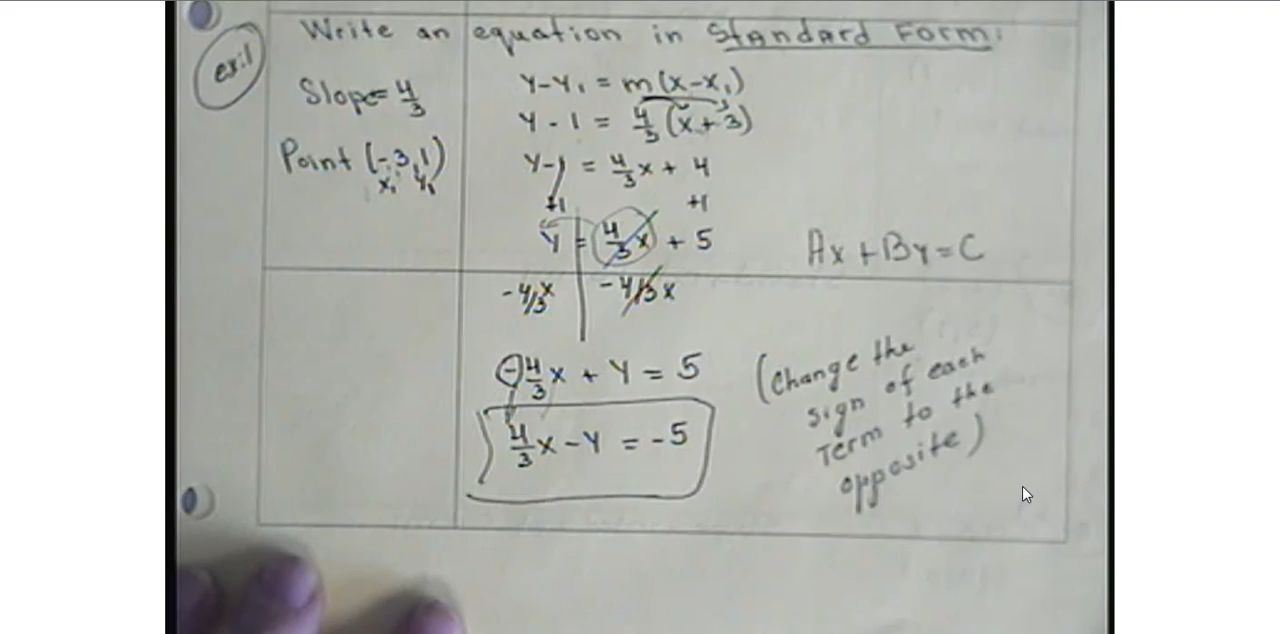 ex:1
Write an equation in Standard Form:
Slope = 4/3
Point (-3, 1)
x₁ y₁
y - y₁ = m(x - x₁)
y - 1 = 4/3 (x + 3)
y - 1 = 4/3 x + 4
+1 +1
y = 4/3 x + 5
-4/3 x -4/3 x
Ax + By = C
-4/3 x + y = 5
4/3 x - y = -5
(Change the
sign of each
term to the
opposite)